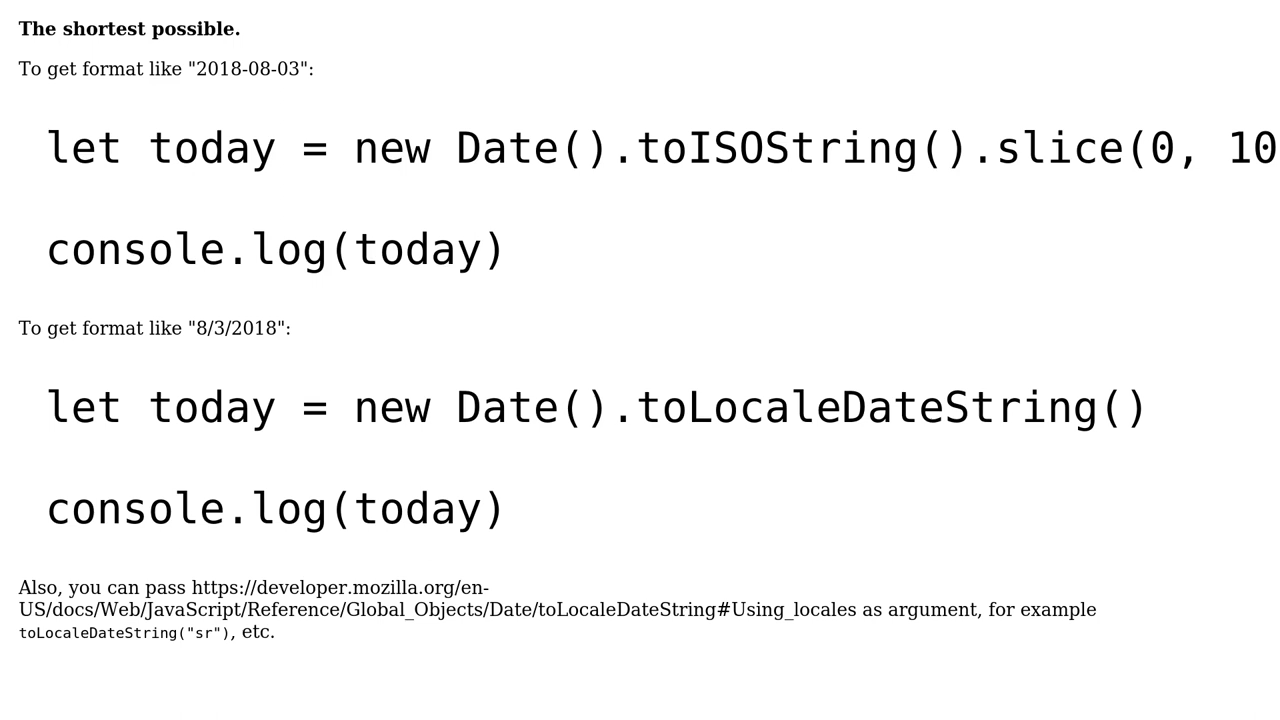 The shortest possible.
To get format like "2018-08-03":
let today = new Date().toISOString().slice(0, 10
console.log(today)
To get format like "8/3/2018":
let today = new Date().toLocaleDateString()
console.log(today)
Also, you can pass https://developer.mozilla.org/en-
US/docs/Web/JavaScript/Reference/Global_Objects/Date/toLocaleDateString#Using_locales as argument, for example
toLocaleDateString("sr"), etc.